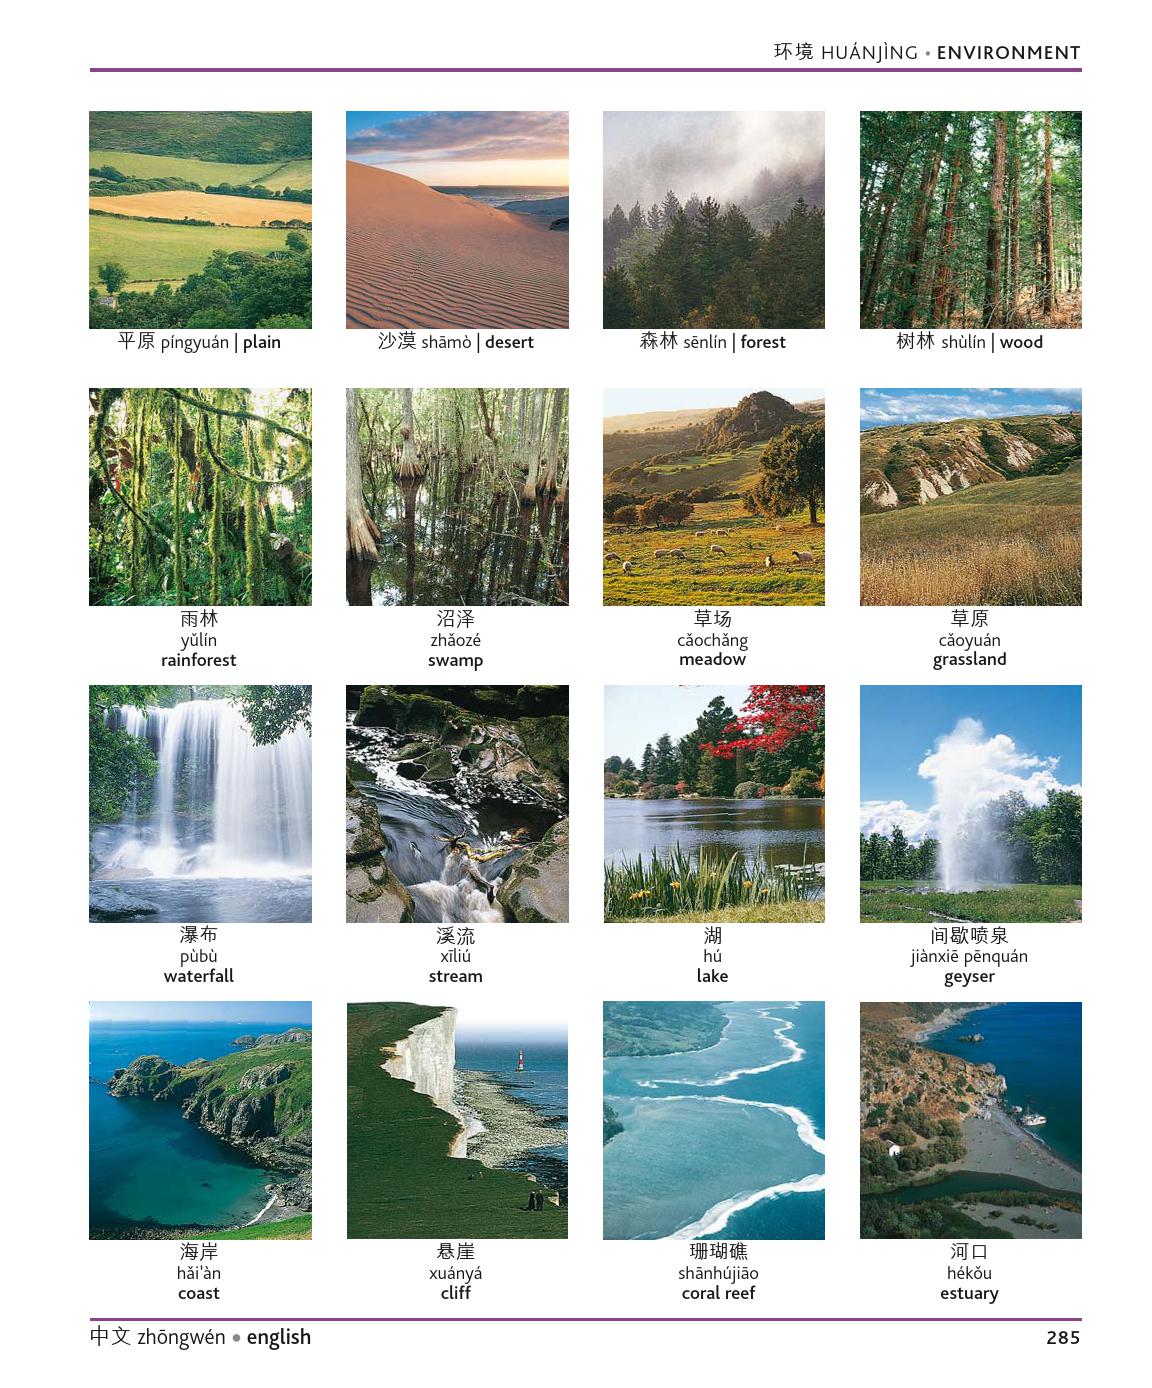 环境 HUÁNJÌNG • ENVIRONMENT
平原 píngyuán | plain
沙漠 shāmò | desert
森林 sēnlín | forest
树林 shùlín | wood
雨林
yǔlín
rainforest
沼泽
zhǎozé
swamp
草场
cǎochǎng
meadow
草原
cǎoyuán
grassland
瀑布
pùbù
waterfall
溪流
xīliú
stream
湖
hú
lake
间歇喷泉
jiànxiē pēnquán
geyser
海岸
hǎi'àn
coast
悬崖
xuányá
cliff
珊瑚礁
shānhújiāo
coral reef
河口
hékǒu
estuary
中文 zhōngwén • english
285